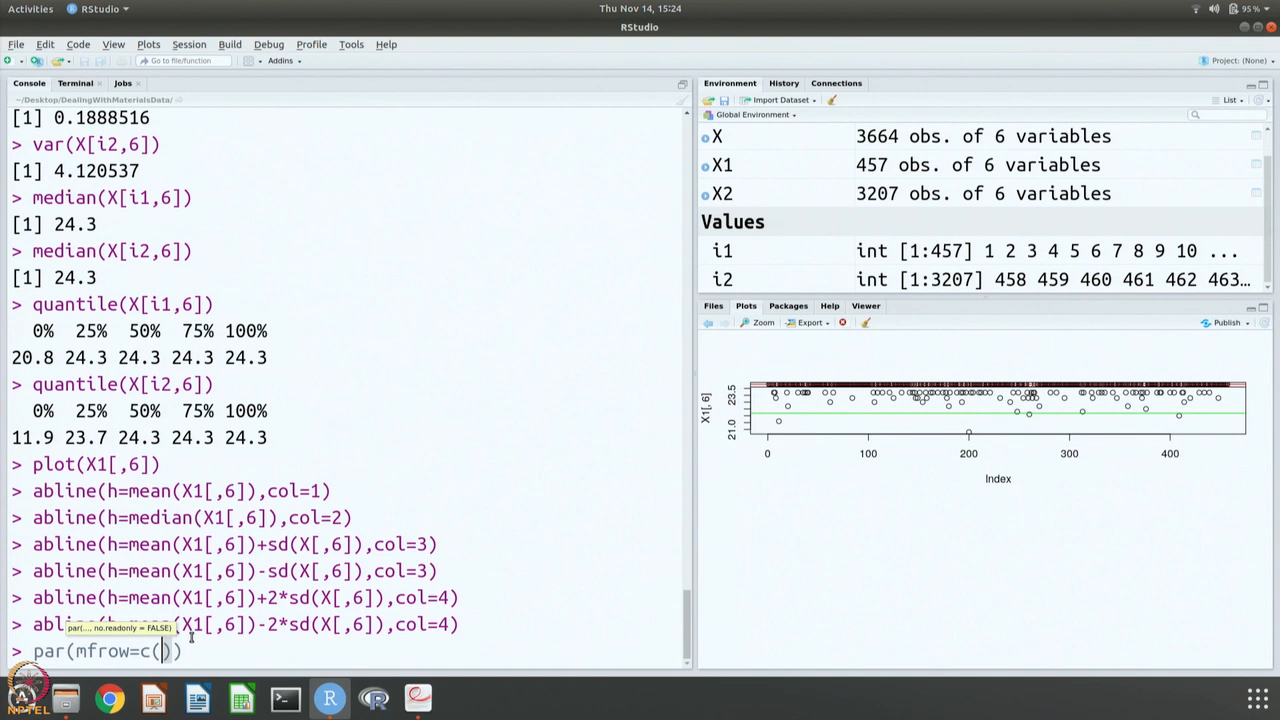 Activities RStudio Thu Nov 14, 15:24 95%
RStudio
File Edit Code View Plots Session Build Debug Profile Tools Help
Go to file/function Addins Project: (None)
Console Terminal Jobs
~/Desktop/DealingWithMaterialsData/
[1] 0.1888516
> var(X[i2,6])
[1] 4.120537
> median(X[i1,6])
[1] 24.3
> median(X[i2,6])
[1] 24.3
> quantile(X[i1,6])
0% 25% 50% 75% 100%
20.8 24.3 24.3 24.3 24.3
> quantile(X[i2,6])
0% 25% 50% 75% 100%
11.9 23.7 24.3 24.3 24.3
> plot(X1[,6])
> abline(h=mean(X1[,6]),col=1)
> abline(h=median(X1[,6]),col=2)
> abline(h=mean(X1[,6])+sd(X[,6]),col=3)
> abline(h=mean(X1[,6])-sd(X[,6]),col=3)
> abline(h=mean(X1[,6])+2*sd(X[,6]),col=4)
> abl X1[,6])-2*sd(X[,6]),col=4)
par(..., no.readonly = FALSE)
> par(mfrow=c())
Environment History Connections
Import Dataset List
Global Environment
X 3664 obs. of 6 variables
X1 457 obs. of 6 variables
X2 3207 obs. of 6 variables
Values
i1 int [1:457] 1 2 3 4 5 6 7 8 9 10 ...
i2 int [1:3207] 458 459 460 461 462 463…
Files Plots Packages Help Viewer
Zoom Export Publish
X1[, 6]
23.5
21.0
0 100 200 300 400
Index
NPTEL